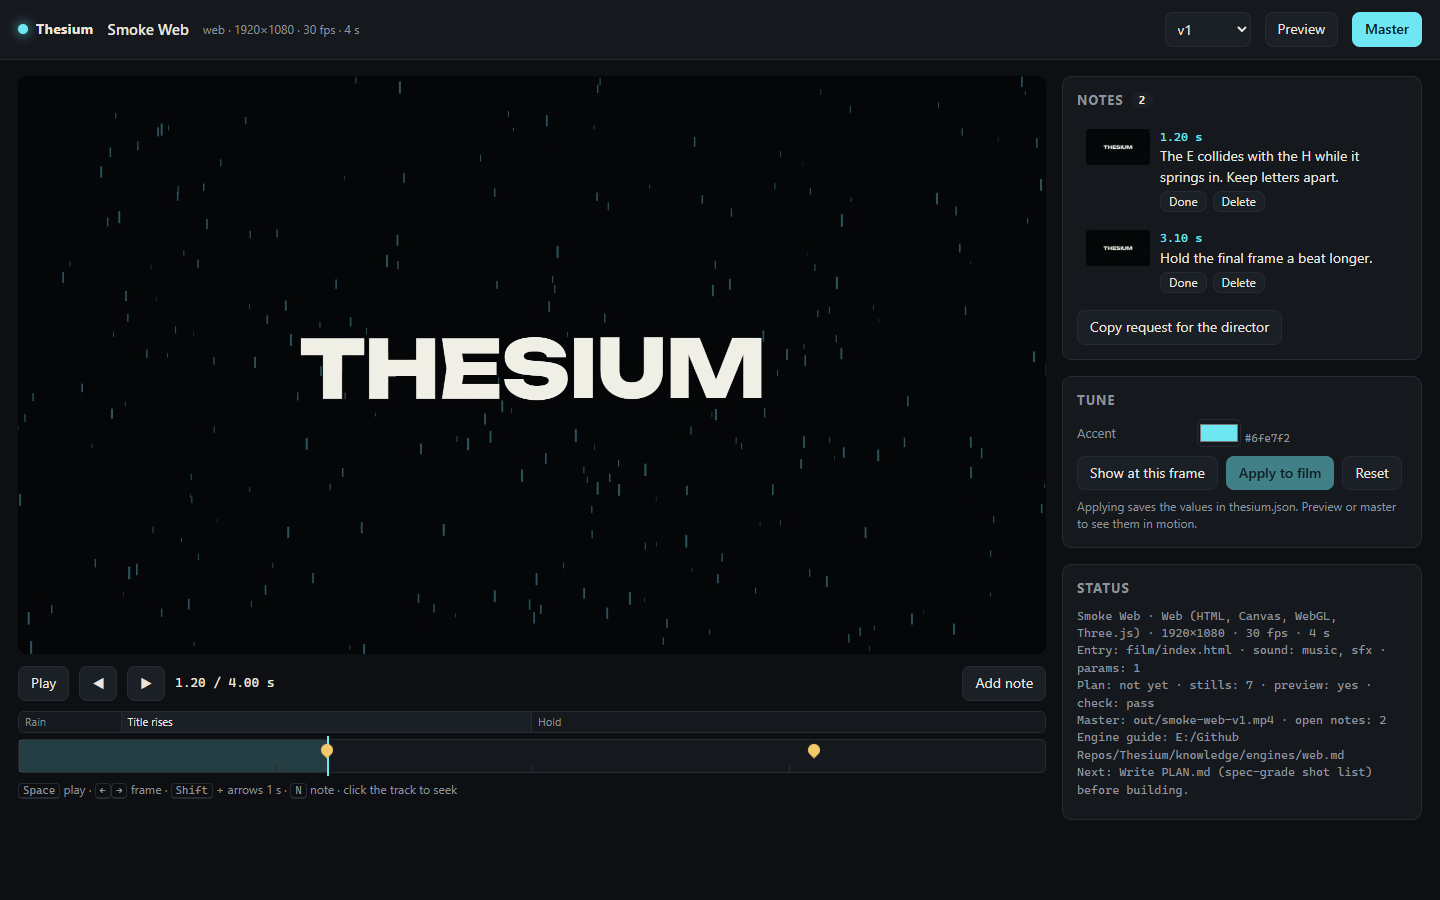 Thesium Smoke Web web · 1920×1080 · 30 fps · 4 s v1 Preview Master
THESIUM
Play ◀ ▶ 1.20 / 4.00 s Add note
Rain Title rises Hold
Space play · ← → frame · Shift + arrows 1 s · N note · click the track to seek
NOTES 2
THESIUM
1.20 s
The E collides with the H while it
springs in. Keep letters apart.
Done Delete
THESIUM
3.10 s
Hold the final frame a beat longer.
Done Delete
Copy request for the director
TUNE
Accent #6fe7f2
Show at this frame Apply to film Reset
Applying saves the values in thesium.json. Preview or master
to see them in motion.
STATUS
Smoke Web · Web (HTML, Canvas, WebGL,
Three.js) · 1920×1080 · 30 fps · 4 s
Entry: film/index.html · sound: music, sfx ·
params: 1
Plan: not yet · stills: 7 · preview: yes ·
check: pass
Master: out/smoke-web-v1.mp4 · open notes: 2
Engine guide: E:/Github
Repos/Thesium/knowledge/engines/web.md
Next: Write PLAN.md (spec-grade shot list)
before building.